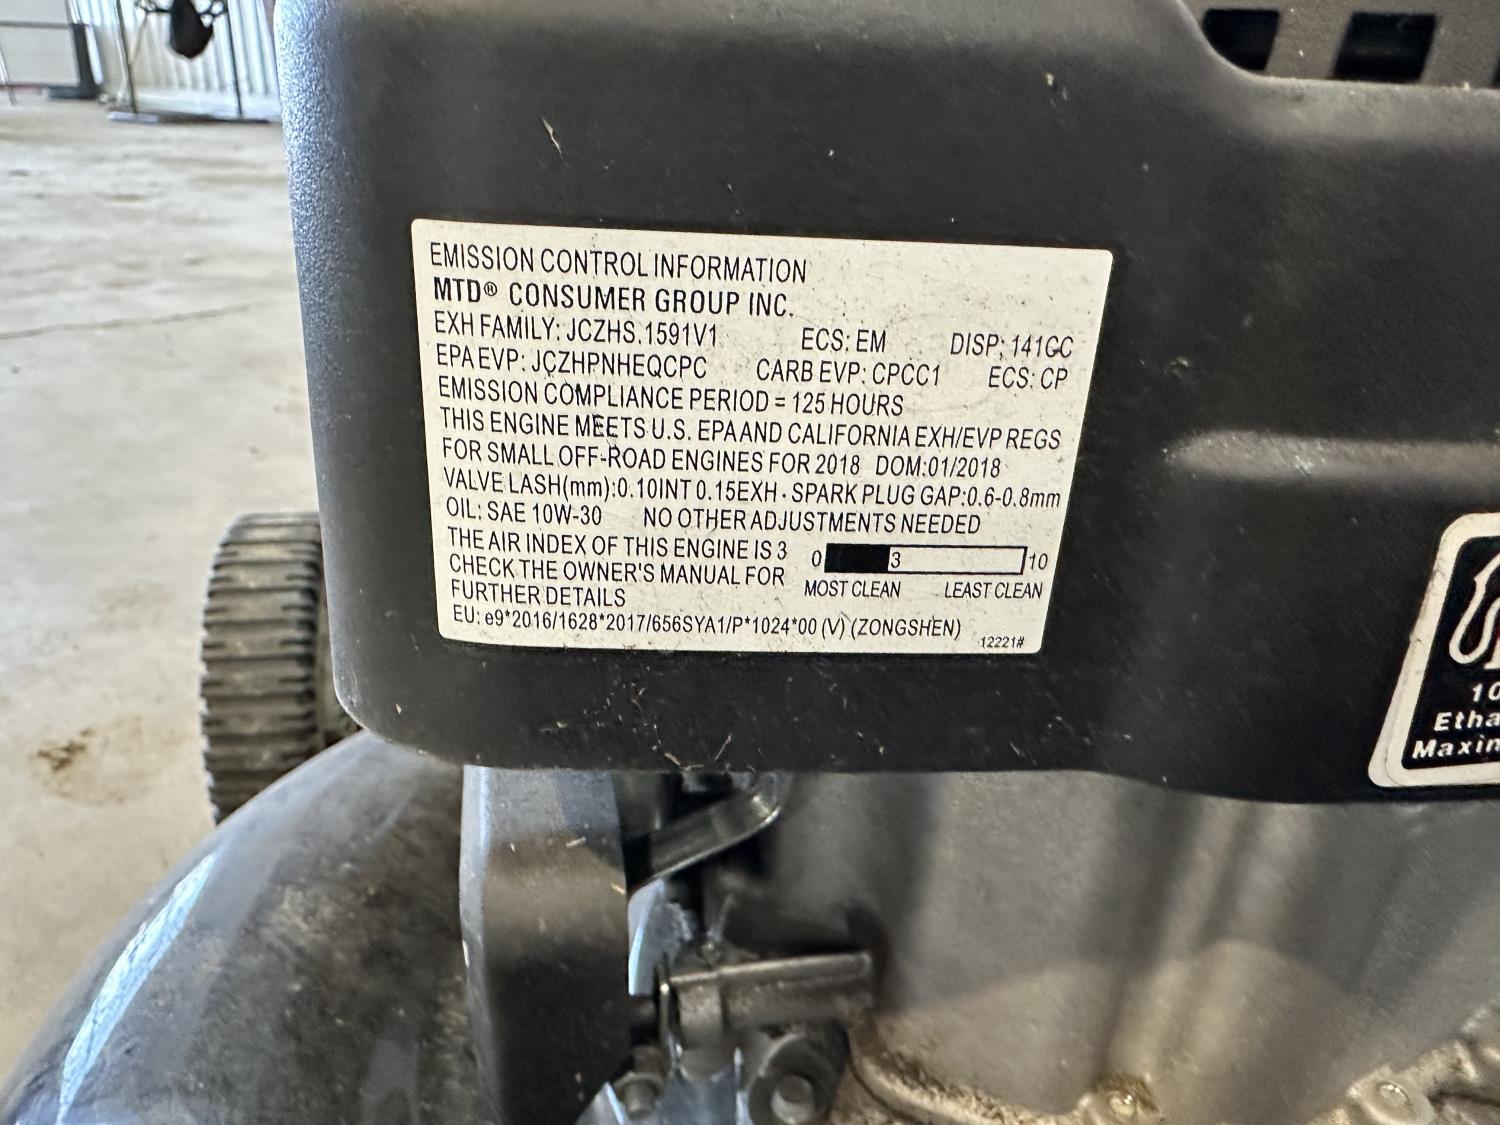 EMISSION CONTROL INFORMATION
MTD® CONSUMER GROUP INC.
EXH FAMILY: JCZHS.1591V1 ECS: EM DISP: 141CC
EPA EVP: JCZHPNHEQCPC CARB EVP: CPCC1 ECS: CP
EMISSION COMPLIANCE PERIOD = 125 HOURS
THIS ENGINE MEETS U.S. EPA AND CALIFORNIA EXH/EVP REGS
FOR SMALL OFF-ROAD ENGINES FOR 2018 DOM:01/2018
VALVE LASH(mm):0.10INT 0.15EXH · SPARK PLUG GAP:0.6-0.8mm
OIL: SAE 10W-30 NO OTHER ADJUSTMENTS NEEDED
THE AIR INDEX OF THIS ENGINE IS 3 0 3 10
CHECK THE OWNER'S MANUAL FOR MOST CLEAN LEAST CLEAN
FURTHER DETAILS
EU: e9*2016/1628*2017/656SYA1/P*1024*00 (V) (ZONGSHEN)
12221#
10
Etha
Maxin